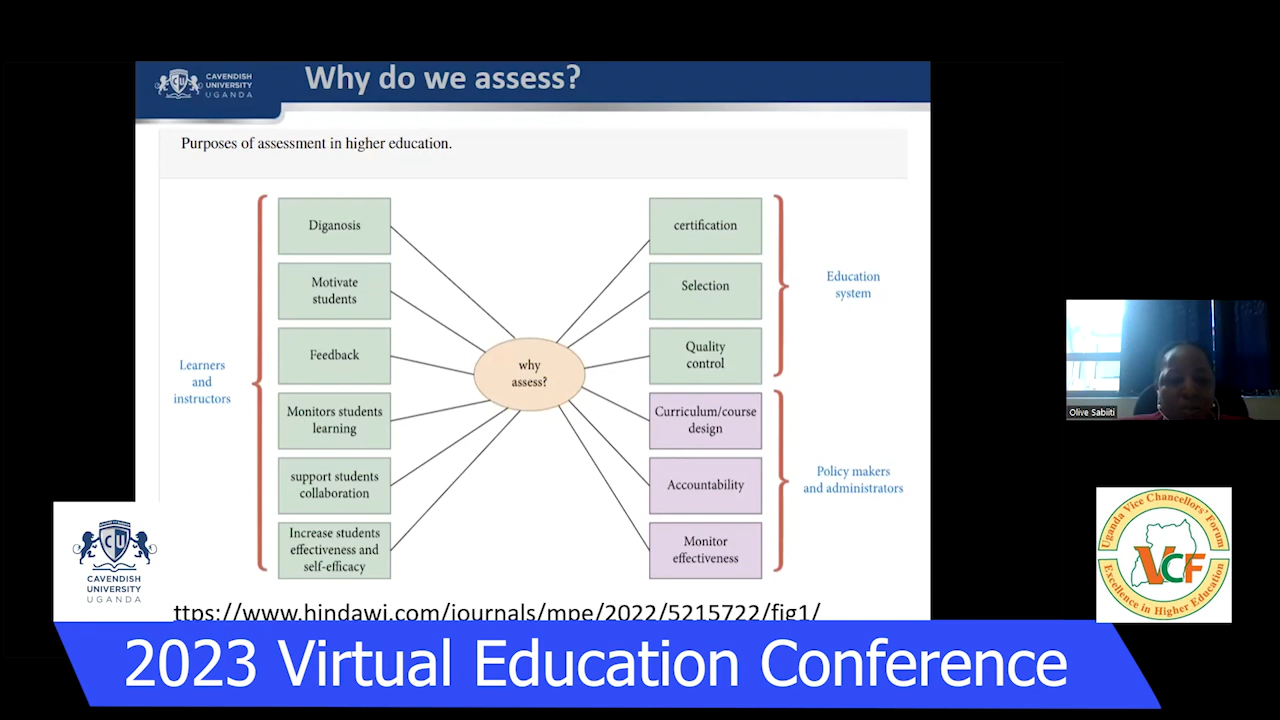 CAVENDISH
UNIVERSITY
UGANDA
Why do we assess?
Purposes of assessment in higher education.
Diganosis
Motivate
students
Feedback
Monitors students
learning
support students
collaboration
Increase students
effectiveness and
self-efficacy
Learners
and
instructors
why
assess?
certification
Selection
Quality
control
Curriculum/course
design
Accountability
Monitor
effectiveness
Education
system
Policy makers
and administrators
ttps://www.hindawi.com/journals/mpe/2022/5215722/fig1/
Olive Sabiiti
CU
CAVENDISH
UNIVERSITY
UGANDA
Uganda Vice Chancellors' Forum
VCF
Excellence in Higher Education
2023 Virtual Education Conference